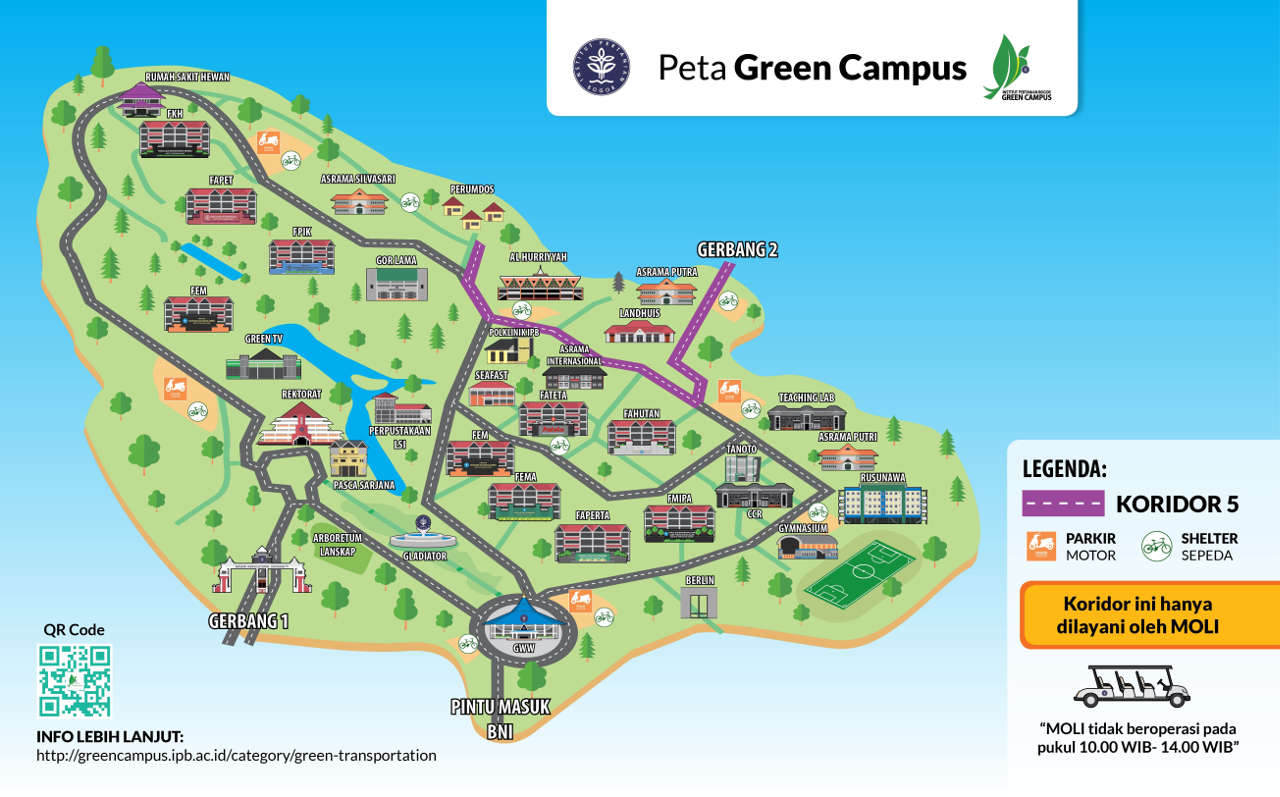 Peta Green Campus
INSTITUT PERTANIAN BOGOR
INSTITUT PERTANIAN BOGOR
GREEN CAMPUS
RUMAH SAKIT HEWAN
FKH
FAPET
ASRAMA SILVASARI
PERUMDOS
FPIK
GOR LAMA
AL HURRIYYAH
GERBANG 2
ASRAMA PUTRA
FEM
LANDHUIS
GREEN TV
POLKLINIK IPB
ASRAMA
INTERNASIONAL
SEAFAST
REKTORAT
FATETA
TEACHING LAB
FAHUTAN
PERPUSTAKAAN
LSI
FEM
ASRAMA PUTRI
TANOTO
PASCA SARJANA
FEMA
RUSUNAWA
FMIPA
CCR
FAPERTA
GYMNASIUM
ARBORETUM
LANSKAP
GLADIATOR
BERLIN
GERBANG 1
GWW
PINTU MASUK
BNI
LEGENDA:
KORIDOR 5
PARKIR
MOTOR
SHELTER
SEPEDA
Koridor ini hanya
dilayani oleh MOLI
“MOLI tidak beroperasi pada
pukul 10.00 WIB- 14.00 WIB”
QR Code
INFO LEBIH LANJUT:
http://greencampus.ipb.ac.id/category/green-transportation